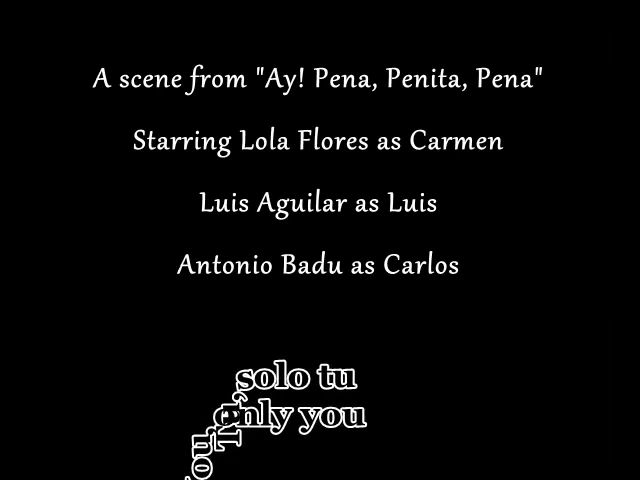 A scene from "Ay! Pena, Penita, Pena"
Starring Lola Flores as Carmen
Luis Aguilar as Luis
Antonio Badu as Carlos
solo tu
only you